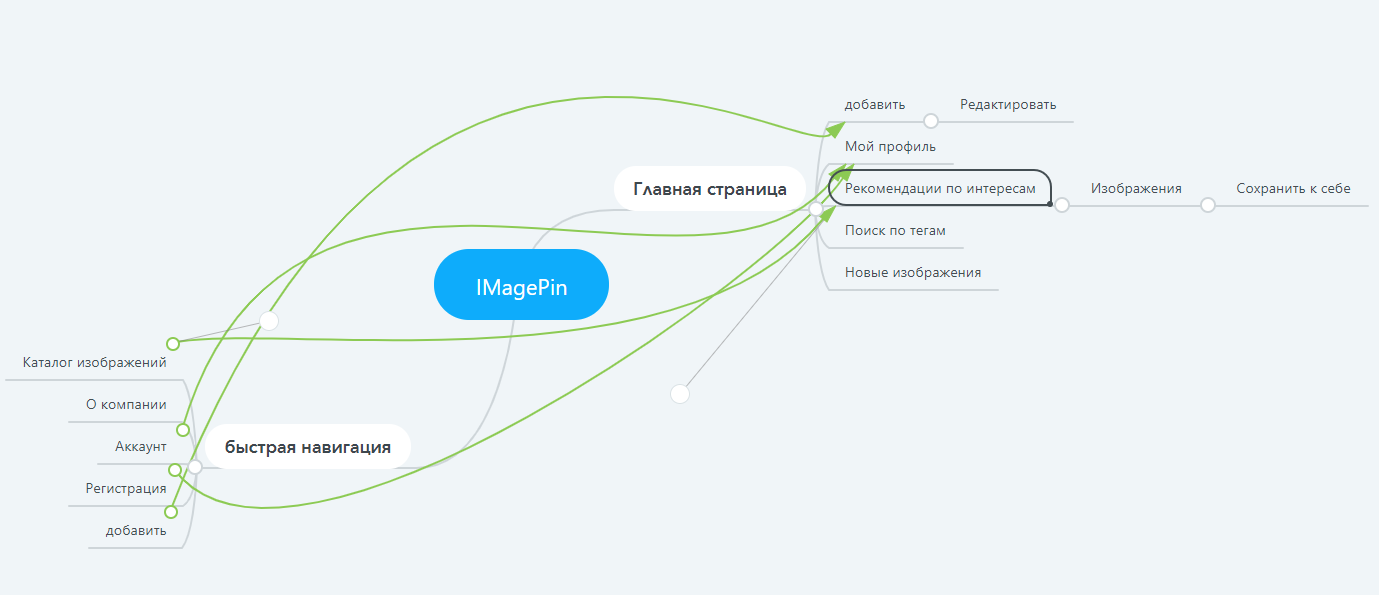 IMagePin
Главная страница
добавить
Редактировать
Мой профиль
Рекомендации по интересам
Изображения
Сохранить к себе
Поиск по тегам
Новые изображения
быстрая навигация
Каталог изображений
О компании
Аккаунт
Регистрация
добавить